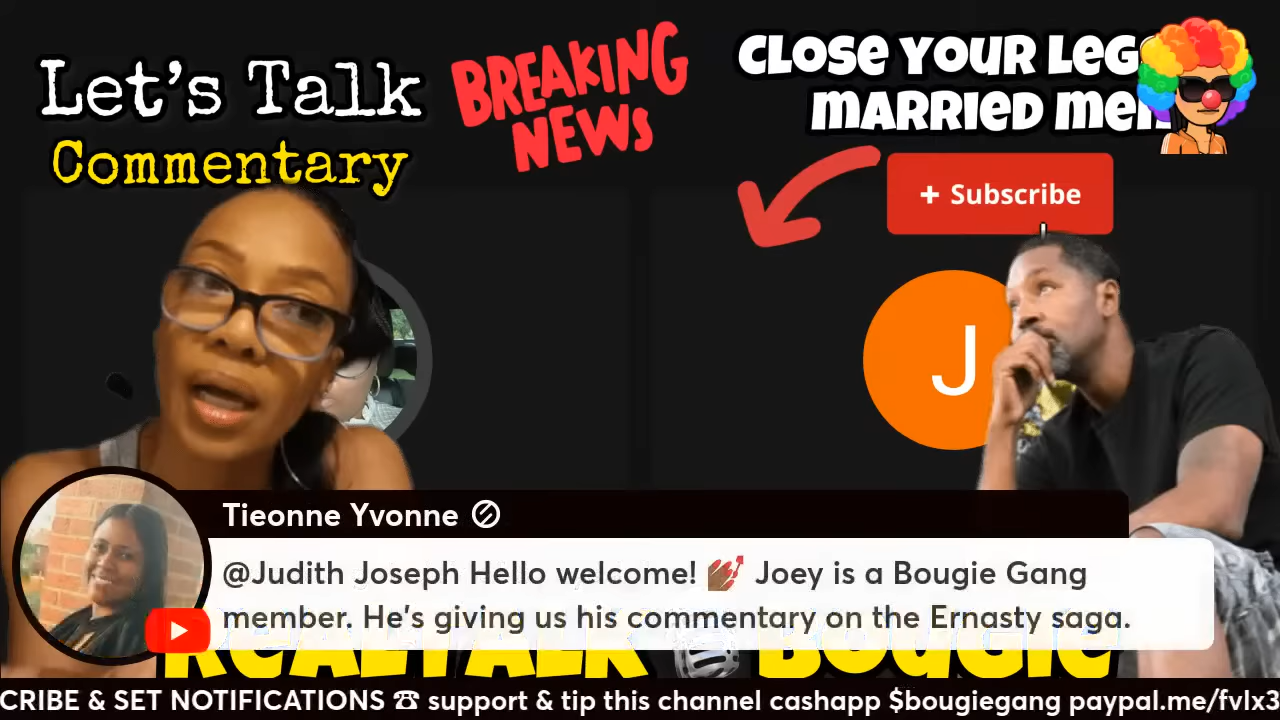 Let's Talk
Commentary
BREAKING
NEWS
CLOSE YOUR LEG
MARRIED MEN
+ Subscribe
J
Tieonne Yvonne
@Judith Joseph Hello welcome! 💅🏾 Joey is a Bougie Gang
member. He's giving us his commentary on the Ernasty saga.
REALTALK BOUGIE
CRIBE & SET NOTIFICATIONS ☎ support & tip this channel cashapp $bougiegang paypal.me/fvlx3